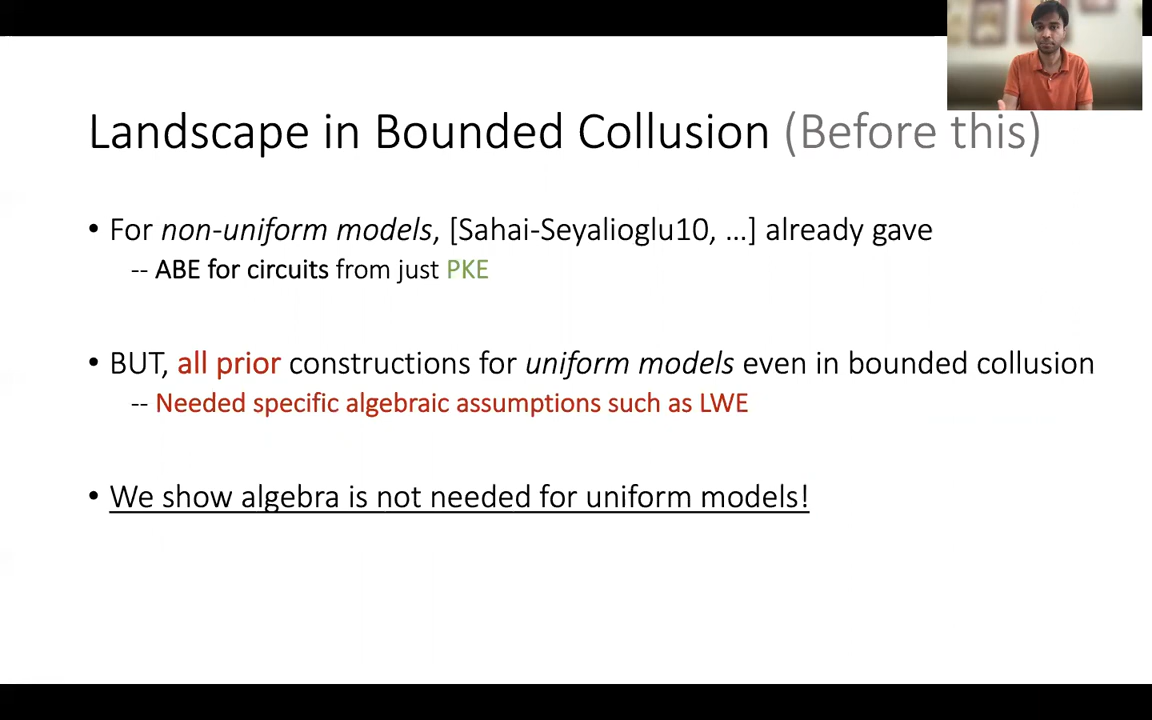 Landscape in Bounded Collusion (Before this)
• For non-uniform models, [Sahai-Seyalioglu10, …] already gave
-- ABE for circuits from just PKE
• BUT, all prior constructions for uniform models even in bounded collusion
-- Needed specific algebraic assumptions such as LWE
• We show algebra is not needed for uniform models!